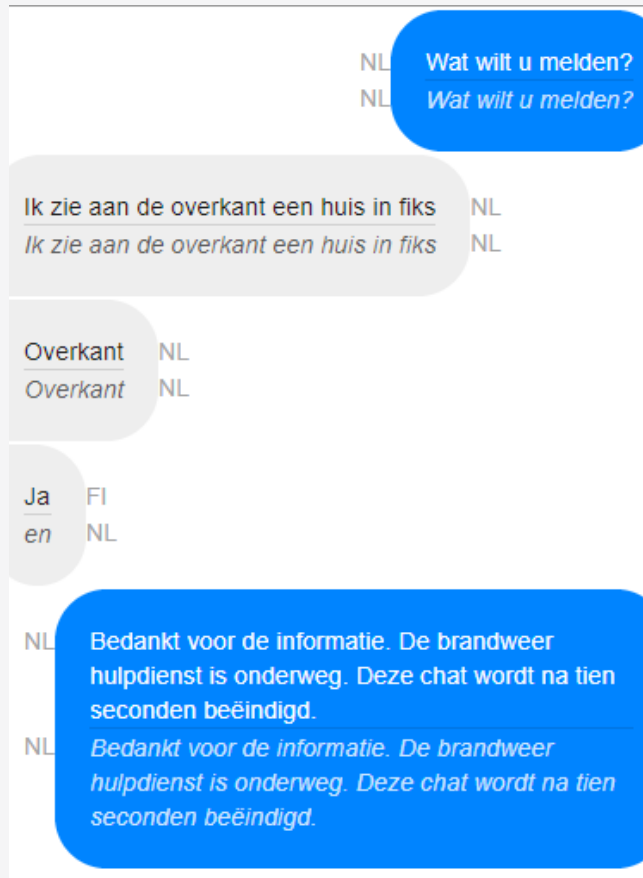 NL Wat wilt u melden?
NL Wat wilt u melden?
Ik zie aan de overkant een huis in fiks NL
Ik zie aan de overkant een huis in fiks NL
Overkant NL
Overkant NL
Ja FI
en NL
NL Bedankt voor de informatie. De brandweer
hulpdienst is onderweg. Deze chat wordt na tien
seconden beëindigd.
NL Bedankt voor de informatie. De brandweer
hulpdienst is onderweg. Deze chat wordt na tien
seconden beëindigd.